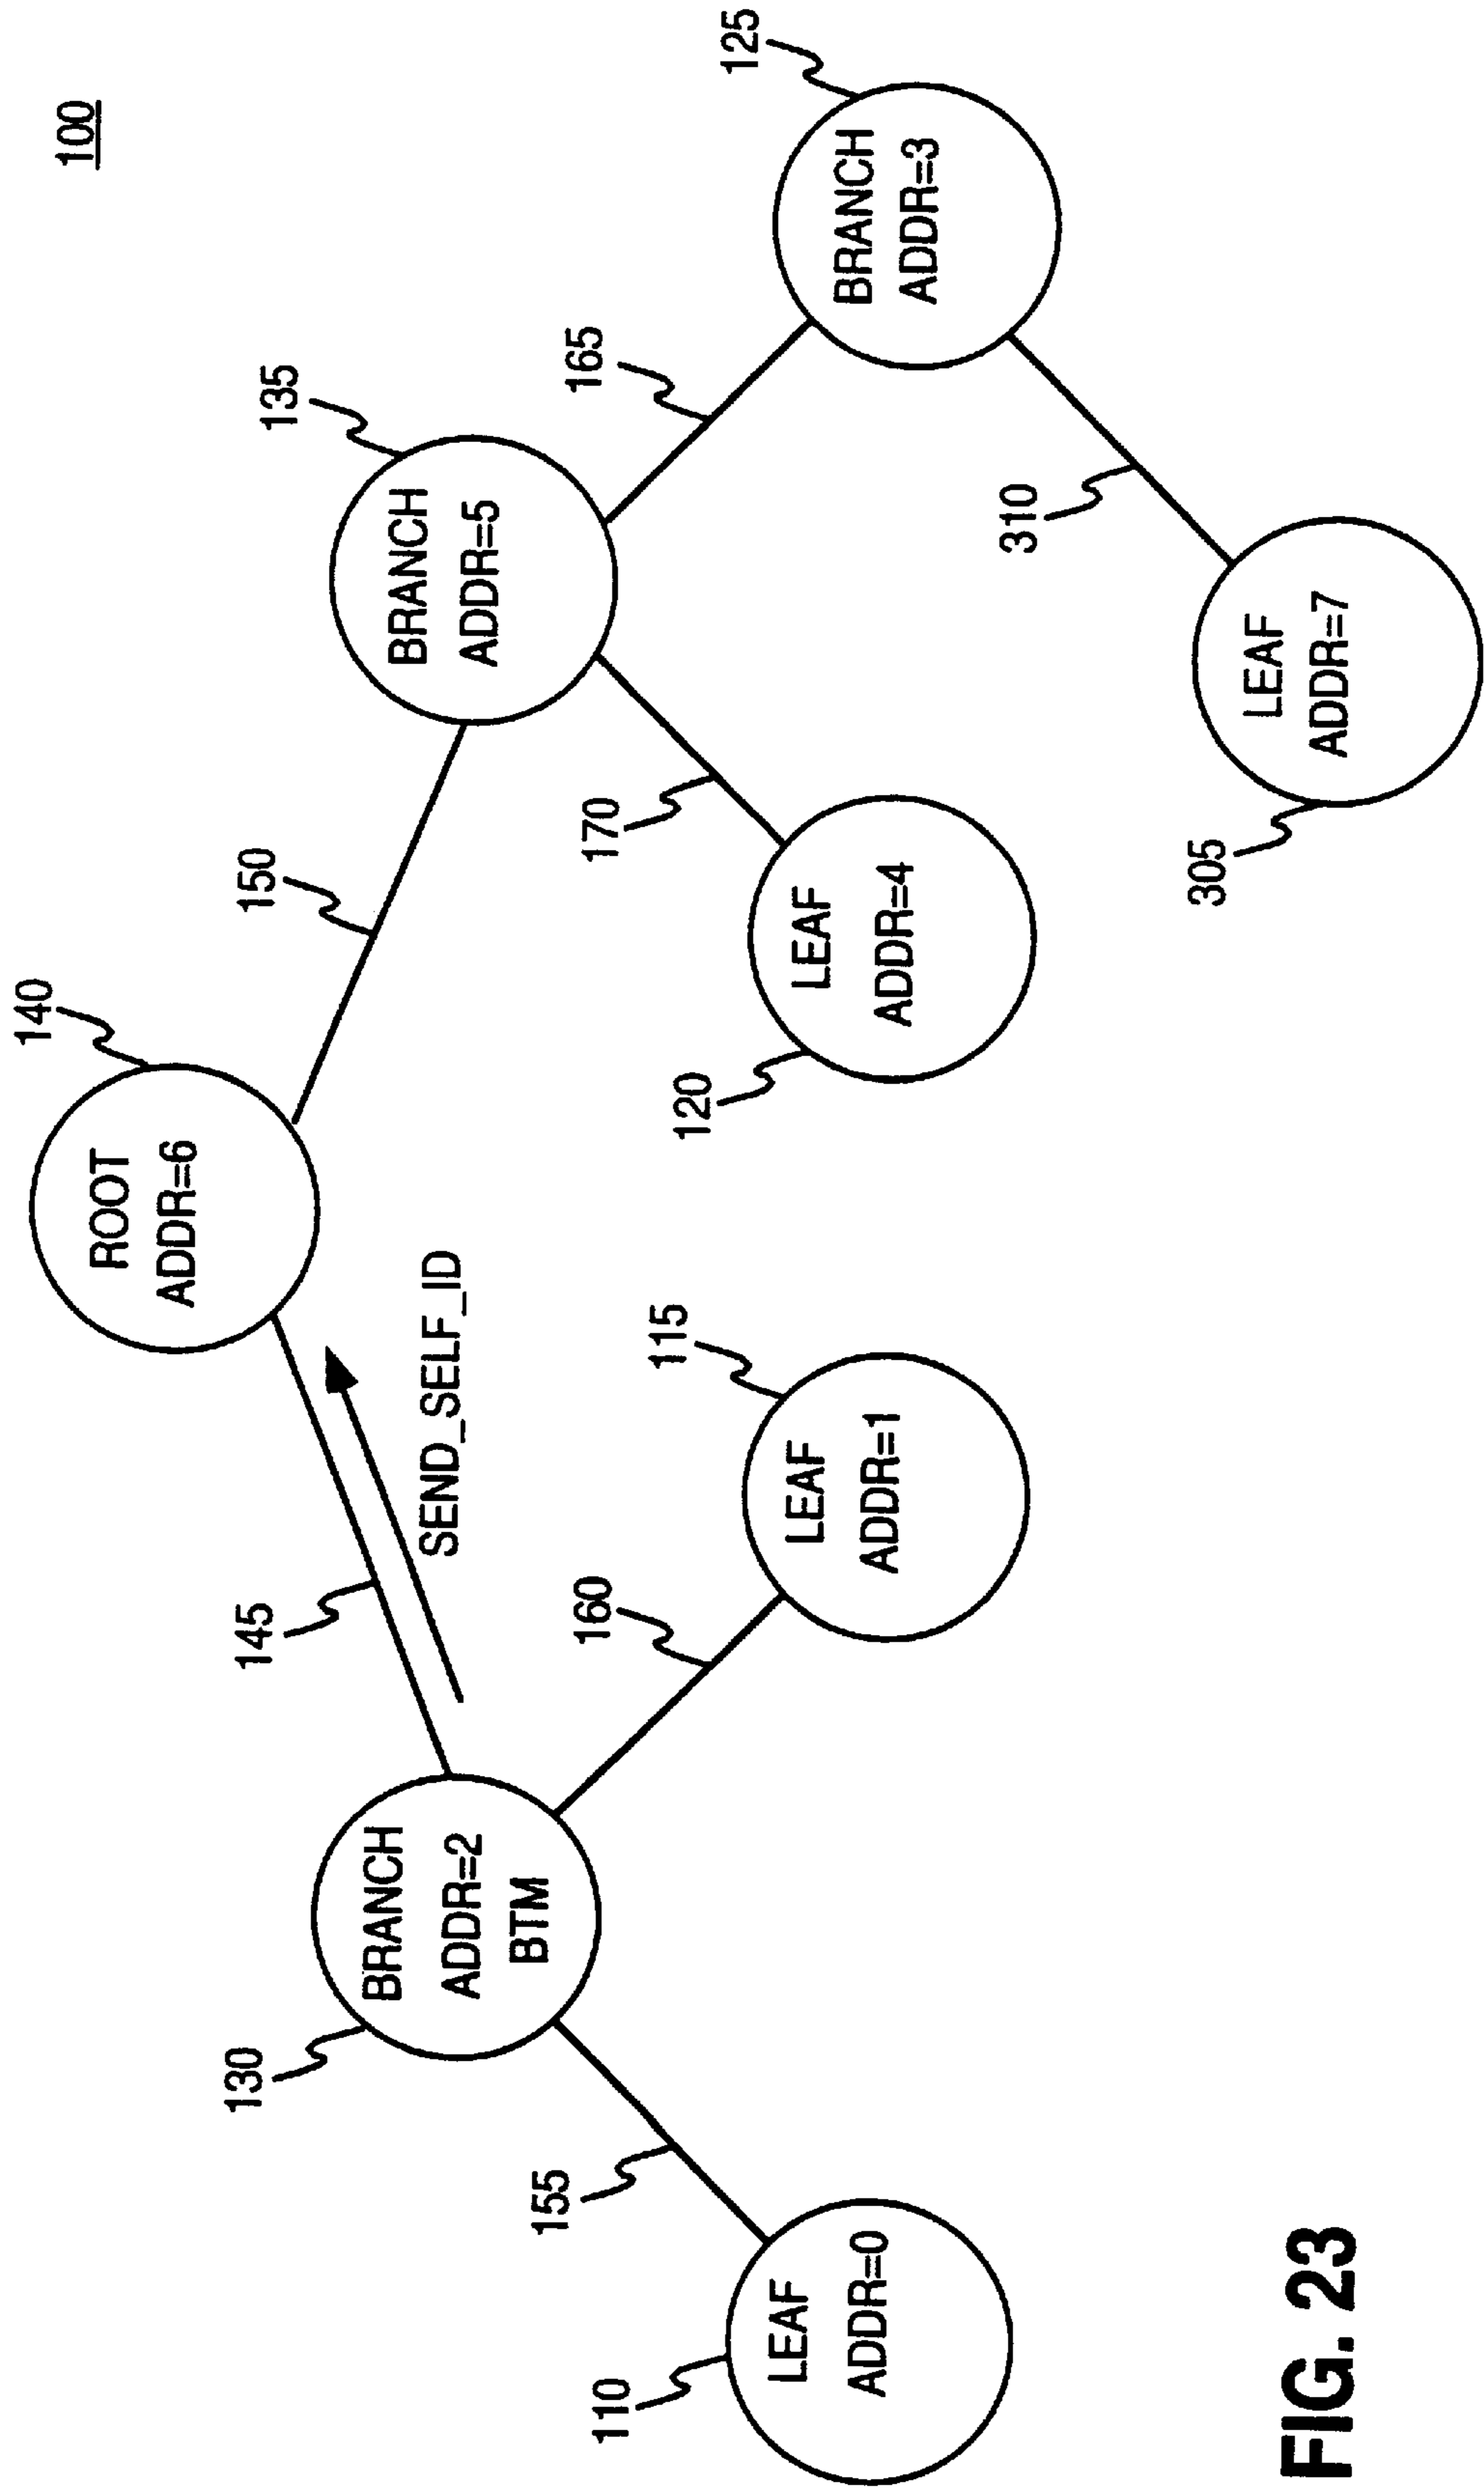 100
140
ROOT
ADDR=6
145
150
SEND_SELF_ID
130
BRANCH
ADDR=2
BTM
135
BRANCH
ADDR=5
155
160
115
170
165
125
110
LEAF
ADDR=0
LEAF
ADDR=1
120
LEAF
ADDR=4
BRANCH
ADDR=3
310
305
LEAF
ADDR=7
FIG. 23